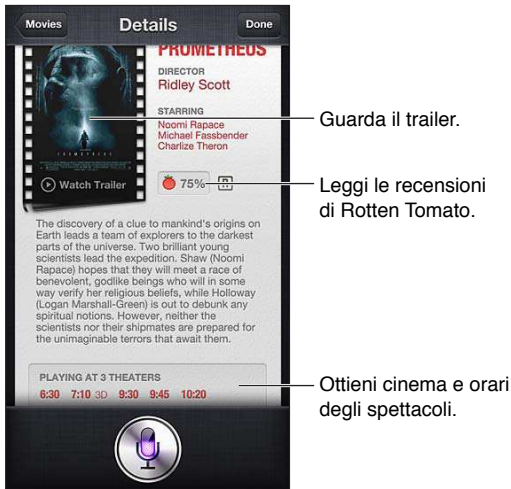 Movies
Details
Done
PROMETHEUS
DIRECTOR
Ridley Scott
STARRING
Noomi Rapace
Michael Fassbender
Charlize Theron
PROMETHEUS
Watch Trailer
75%
R
The discovery of a clue to mankind's origins on
Earth leads a team of explorers to the darkest
parts of the universe. Two brilliant young
scientists lead the expedition. Shaw (Noomi
Rapace) hopes that they will meet a race of
benevolent, godlike beings who will in some
way verify her religious beliefs, while Holloway
(Logan Marshall-Green) is out to debunk any
spiritual notions. However, neither the
scientists nor their shipmates are prepared for
the unimaginable terrors that await them.
PLAYING AT 3 THEATERS
6:30 7:10 3D 9:30 9:45 10:20
Guarda il trailer.
Leggi le recensioni
di Rotten Tomato.
Ottieni cinema e orari
degli spettacoli.